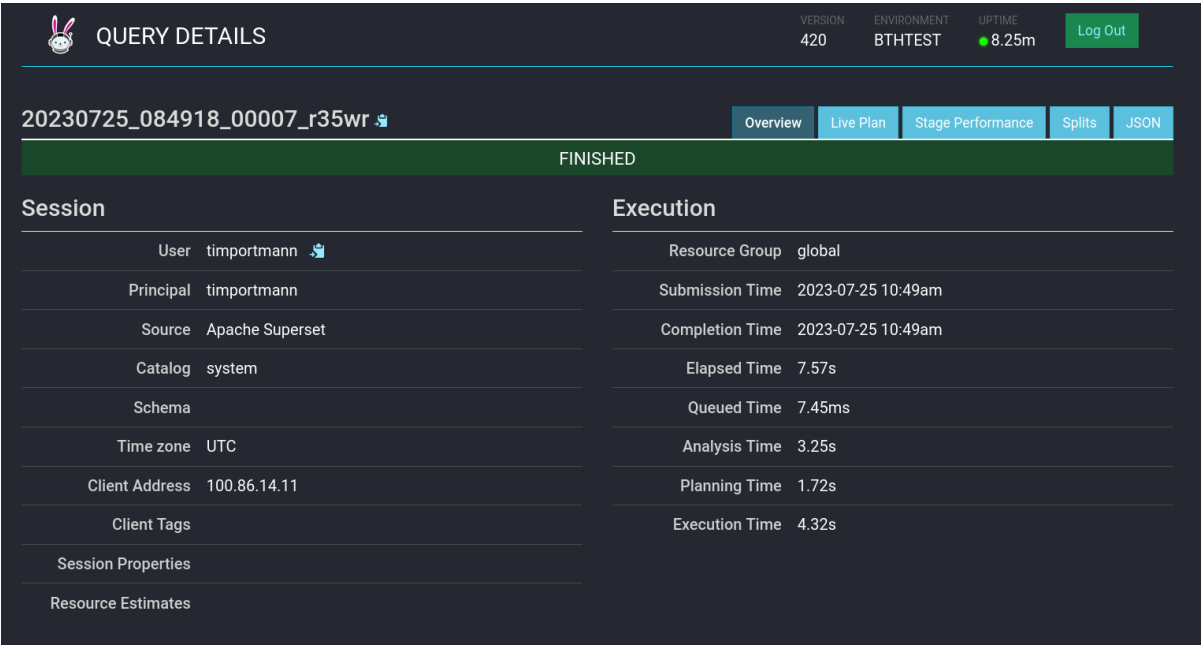 QUERY DETAILS
VERSION ENVIRONMENT UPTIME
420 BTHTEST 8.25m
Log Out
20230725_084918_00007_r35wr
Overview Live Plan Stage Performance Splits JSON
FINISHED
Session
User timportmann
Principal timportmann
Source Apache Superset
Catalog system
Schema
Time zone UTC
Client Address 100.86.14.11
Client Tags
Session Properties
Resource Estimates
Execution
Resource Group global
Submission Time 2023-07-25 10:49am
Completion Time 2023-07-25 10:49am
Elapsed Time 7.57s
Queued Time 7.45ms
Analysis Time 3.25s
Planning Time 1.72s
Execution Time 4.32s